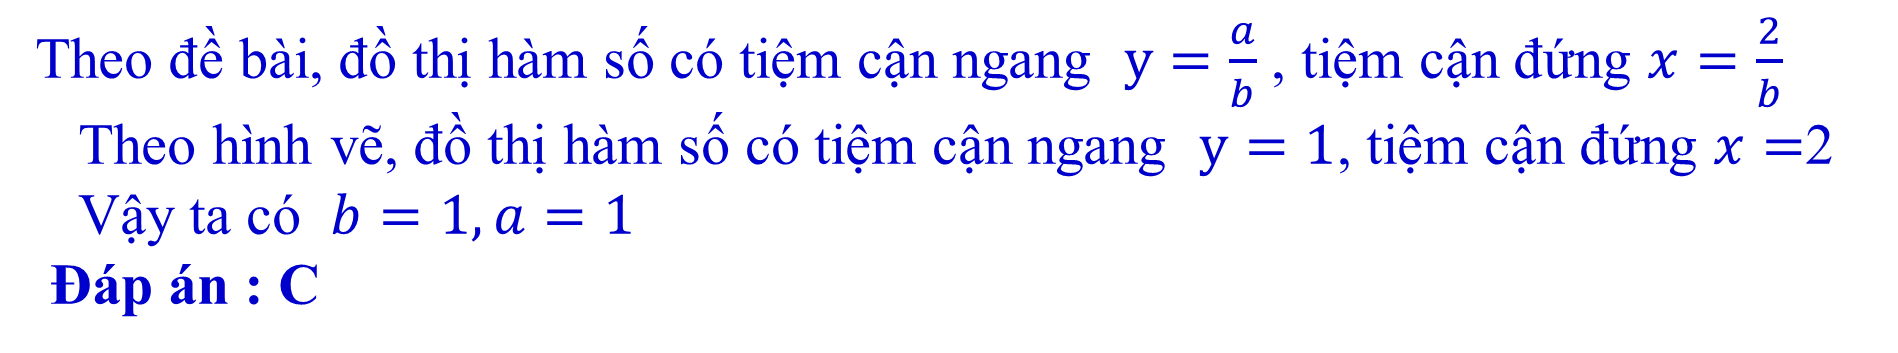 Theo đề bài, đồ thị hàm số có tiệm cận ngang y = a/b , tiệm cận đứng x = 2/b
Theo hình vẽ, đồ thị hàm số có tiệm cận ngang y = 1, tiệm cận đứng x =2
Vậy ta có b = 1, a = 1
Đáp án : C